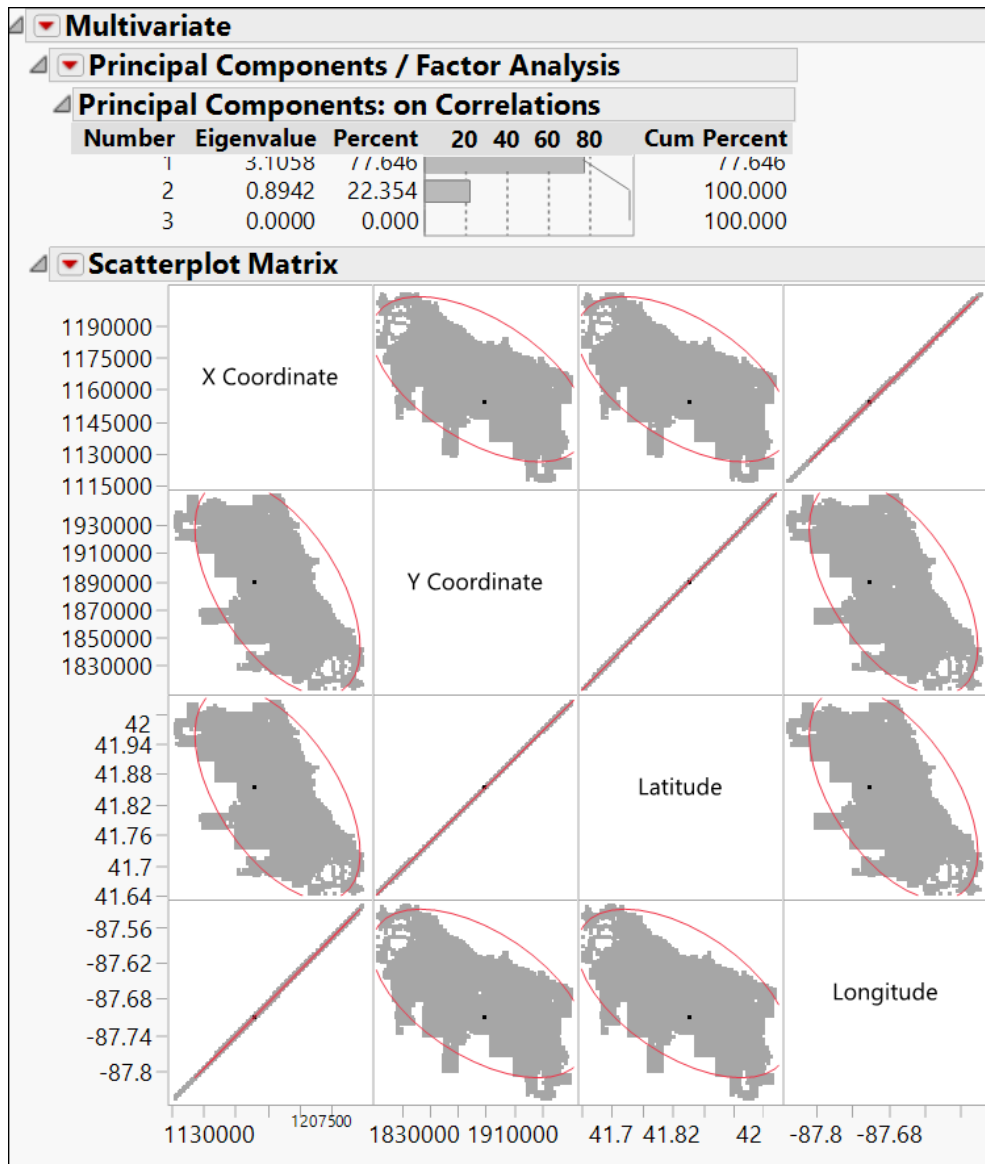 Multivariate
Principal Components / Factor Analysis
Principal Components: on Correlations
Number Eigenvalue Percent 20 40 60 80 Cum Percent
1 3.1058 77.646 77.646
2 0.8942 22.354 100.000
3 0.0000 0.000 100.000
Scatterplot Matrix
1190000
1175000
1160000
1145000
1130000
1115000
X Coordinate
1930000
1910000
1890000
1870000
1850000
1830000
Y Coordinate
42
41.94
41.88
41.82
41.76
41.7
41.64
Latitude
-87.56
-87.62
-87.68
-87.74
-87.8
Longitude
1130000 1207500 1830000 1910000 41.7 41.82 42 -87.8 -87.68